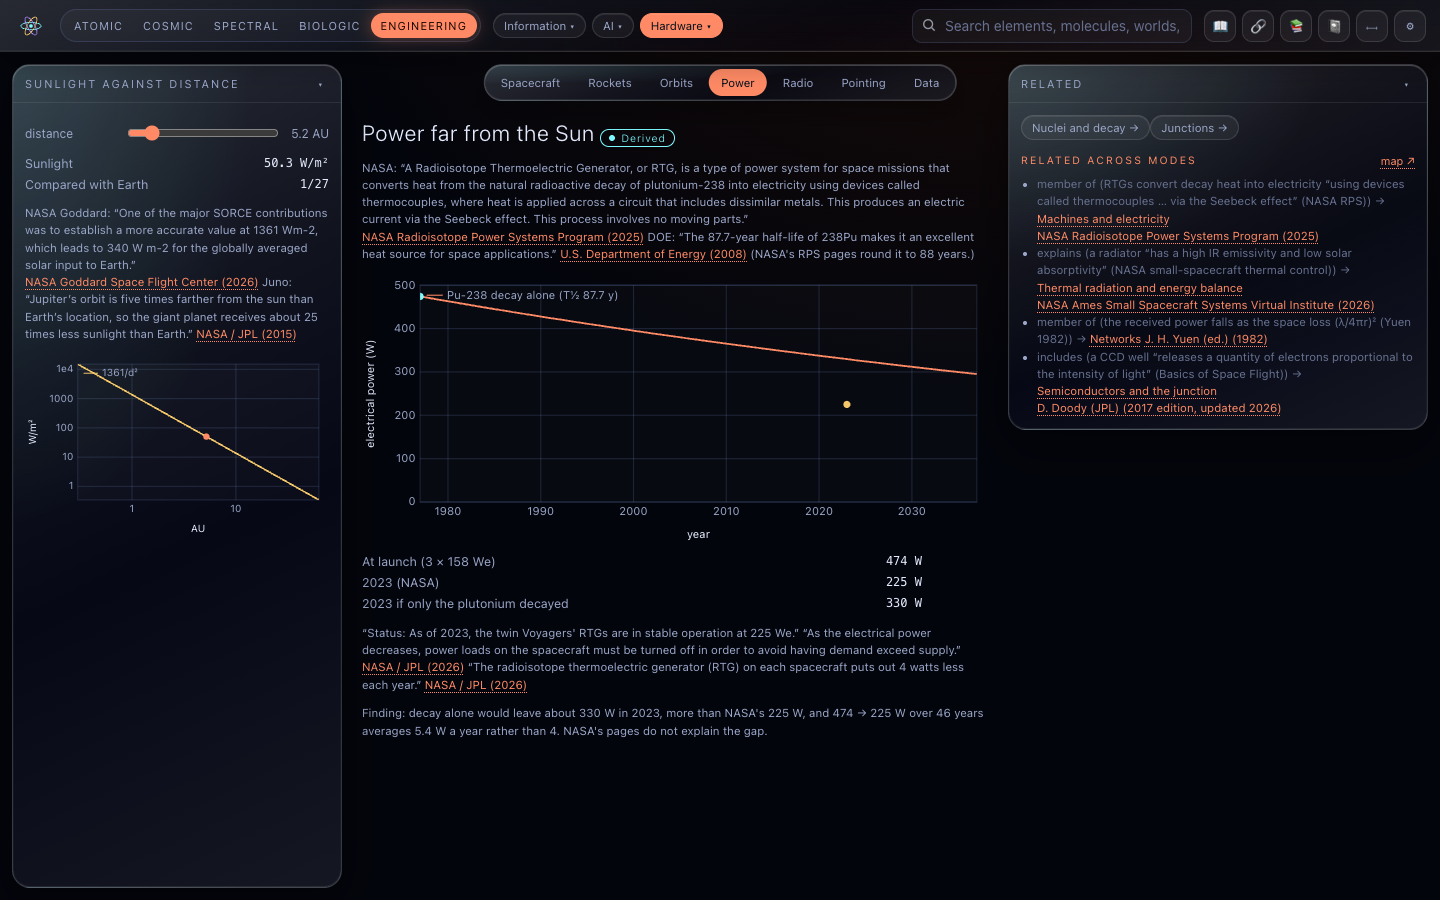 ATOMIC COSMIC SPECTRAL BIOLOGIC ENGINEERING Information ▾ AI ▾ Hardware ▾ Search elements, molecules, worlds,
SUNLIGHT AGAINST DISTANCE
distance 5.2 AU
Sunlight 50.3 W/m²
Compared with Earth 1/27
NASA Goddard: “One of the major SORCE contributions
was to establish a more accurate value at 1361 Wm-2,
which leads to 340 W m-2 for the globally averaged
solar input to Earth.”
NASA Goddard Space Flight Center (2026) Juno:
“Jupiter's orbit is five times farther from the sun than
Earth's location, so the giant planet receives about 25
times less sunlight than Earth.” NASA / JPL (2015)
1361/d²
1e4
1000
100
10
1
W/m²
1 10
AU
Spacecraft Rockets Orbits Power Radio Pointing Data
Power far from the Sun Derived
NASA: “A Radioisotope Thermoelectric Generator, or RTG, is a type of power system for space missions that
converts heat from the natural radioactive decay of plutonium-238 into electricity using devices called
thermocouples, where heat is applied across a circuit that includes dissimilar metals. This produces an electric
current via the Seebeck effect. This process involves no moving parts.”
NASA Radioisotope Power Systems Program (2025) DOE: “The 87.7-year half-life of 238Pu makes it an excellent
heat source for space applications.” U.S. Department of Energy (2008) (NASA's RPS pages round it to 88 years.)
Pu-238 decay alone (T½ 87.7 y)
500
400
300
200
100
0
electrical power (W)
1980 1990 2000 2010 2020 2030
year
At launch (3 × 158 We) 474 W
2023 (NASA) 225 W
2023 if only the plutonium decayed 330 W
“Status: As of 2023, the twin Voyagers' RTGs are in stable operation at 225 We.” “As the electrical power
decreases, power loads on the spacecraft must be turned off in order to avoid having demand exceed supply.”
NASA / JPL (2026) “The radioisotope thermoelectric generator (RTG) on each spacecraft puts out 4 watts less
each year.” NASA / JPL (2026)
Finding: decay alone would leave about 330 W in 2023, more than NASA's 225 W, and 474 → 225 W over 46 years
averages 5.4 W a year rather than 4. NASA's pages do not explain the gap.
RELATED
Nuclei and decay → Junctions →
RELATED ACROSS MODES map ↗
member of (RTGs convert decay heat into electricity “using devices
called thermocouples … via the Seebeck effect” (NASA RPS)) →
Machines and electricity
NASA Radioisotope Power Systems Program (2025)
explains (a radiator “has a high IR emissivity and low solar
absorptivity” (NASA small-spacecraft thermal control)) →
Thermal radiation and energy balance
NASA Ames Small Spacecraft Systems Virtual Institute (2026)
member of (the received power falls as the space loss (λ/4πr)² (Yuen
1982)) → Networks J. H. Yuen (ed.) (1982)
includes (a CCD well “releases a quantity of electrons proportional to
the intensity of light” (Basics of Space Flight)) →
Semiconductors and the junction
D. Doody (JPL) (2017 edition, updated 2026)